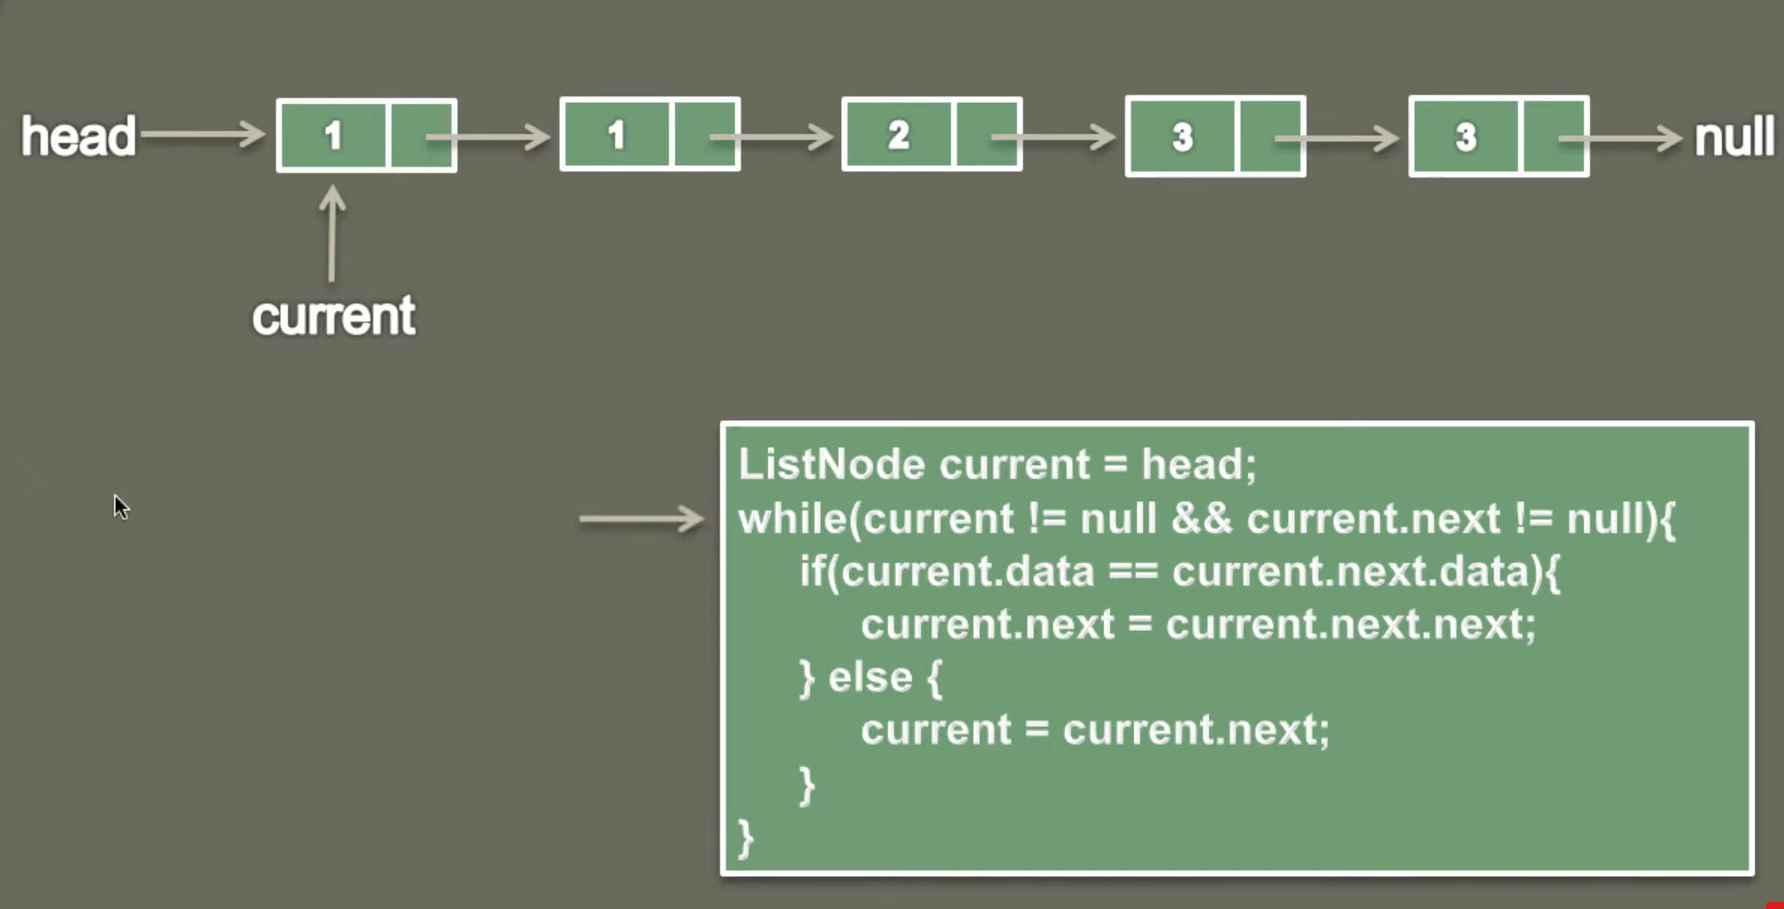 head 1 1 2 3 3 null
current
ListNode current = head;
while(current != null && current.next != null){
if(current.data == current.next.data){
current.next = current.next.next;
} else {
current = current.next;
}
}